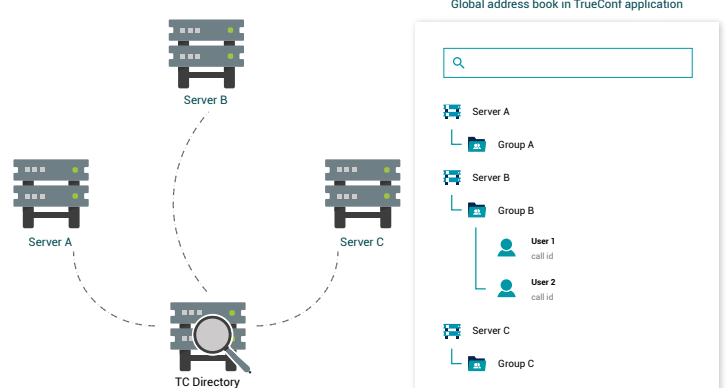 Global address book in TrueConf application
Server B
Server A
Server C
TC Directory
Server A
Group A
Server B
Group B
User 1
call id
User 2
call id
Server C
Group C